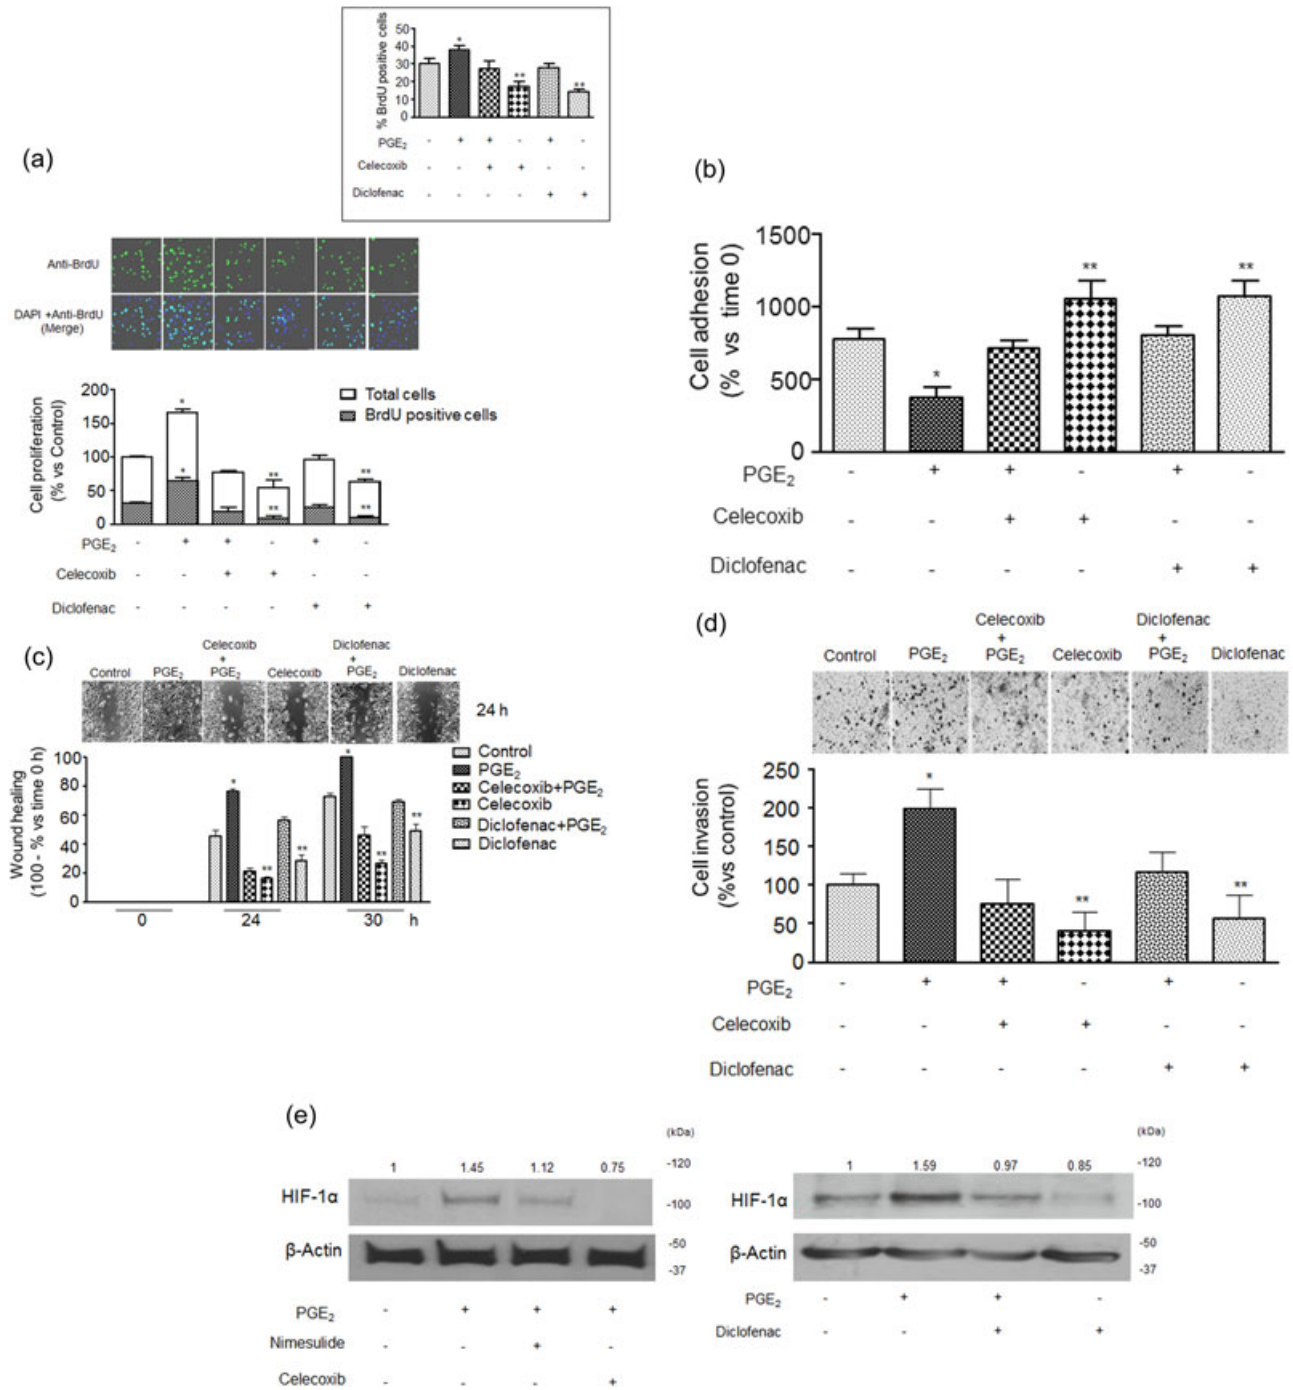 50
40
30
20
10
0
% BrdU positive cells
*
**
**
PGE2 - + + - + -
Celecoxib - - + + - -
Diclofenac - - - - + +
(a)
Anti-BrdU
DAPI +Anti-BrdU
(Merge)
200
150
100
50
0
Cell proliferation
(% vs Control)
Total cells
BrdU positive cells
*
*
**
**
**
**
PGE2 - + + - + -
Celecoxib - - + + - -
Diclofenac - - - - + +
(b)
1500
1000
500
0
Cell adhesion
(% vs time 0)
*
**
**
PGE2 - + + - + -
Celecoxib - - + + - -
Diclofenac - - - - + +
(c)
Control PGE2 Celecoxib + PGE2 Celecoxib Diclofenac + PGE2 Diclofenac
24 h
100
80
60
40
20
0
Wound healing
(100 - % vs time 0 h)
*
**
**
*
**
**
0 24 30 h
Control
PGE2
Celecoxib+PGE2
Celecoxib
Diclofenac+PGE2
Diclofenac
(d)
Control PGE2 Celecoxib + PGE2 Celecoxib Diclofenac + PGE2 Diclofenac
250
200
150
100
50
0
Cell invasion
(%vs control)
*
**
**
PGE2 - + + - + -
Celecoxib - - + + - -
Diclofenac - - - - + +
(e)
(kDa)
1 1.45 1.12 0.75
-120
HIF-1α
-100
β-Actin
-50
-37
PGE2 - + + +
Nimesulide - - + -
Celecoxib - - - +
(kDa)
1 1.59 0.97 0.85
-120
HIF-1α
-100
β-Actin
-50
-37
PGE2 - + + -
Diclofenac - - + +